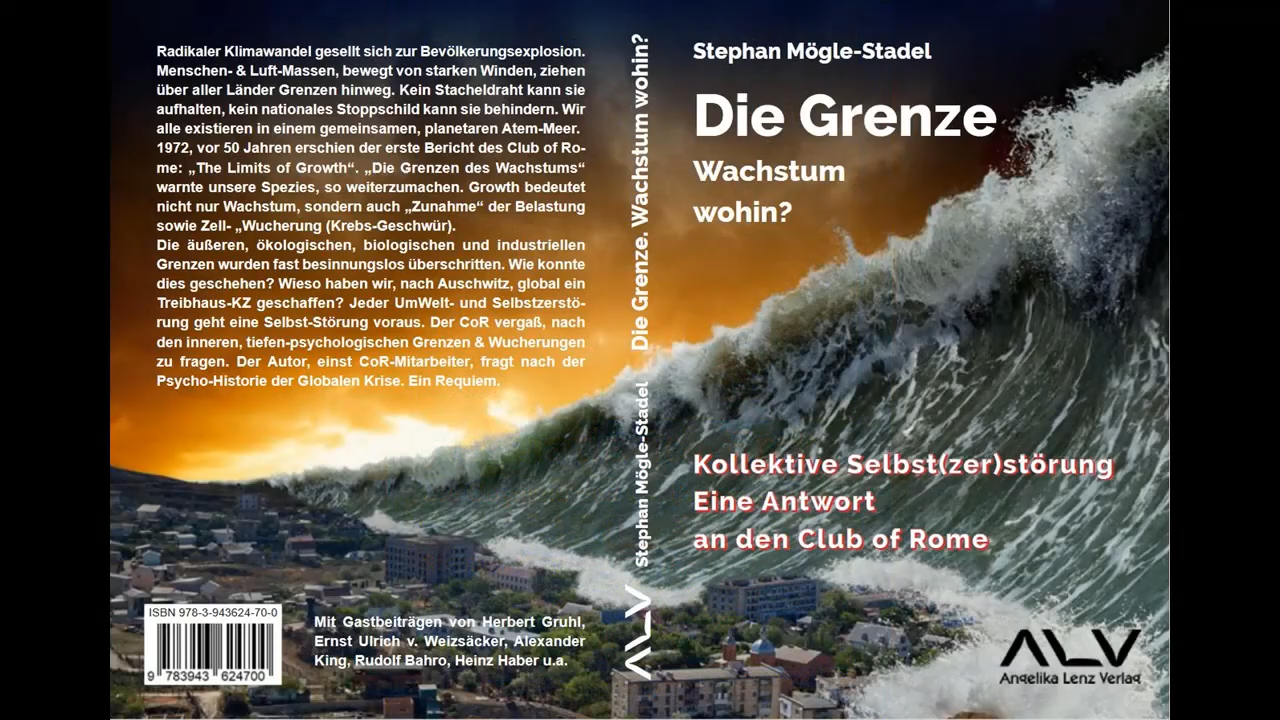 Radikaler Klimawandel gesellt sich zur Bevölkerungsexplosion.
Menschen- & Luft-Massen, bewegt von starken Winden, ziehen
über aller Länder Grenzen hinweg. Kein Stacheldraht kann sie
aufhalten, kein nationales Stoppschild kann sie behindern. Wir
alle existieren in einem gemeinsamen, planetaren Atem-Meer.
1972, vor 50 Jahren erschien der erste Bericht des Club of Ro-
me: „The Limits of Growth“. „Die Grenzen des Wachstums“
warnte unsere Spezies, so weiterzumachen. Growth bedeutet
nicht nur Wachstum, sondern auch „Zunahme“ der Belastung
sowie Zell- „Wucherung (Krebs-Geschwür).
Die äußeren, ökologischen, biologischen und industriellen
Grenzen wurden fast besinnungslos überschritten. Wie konnte
dies geschehen? Wieso haben wir, nach Auschwitz, global ein
Treibhaus-KZ geschaffen? Jeder UmWelt- und Selbstzerstö-
rung geht eine Selbst-Störung voraus. Der CoR vergaß, nach
den inneren, tiefen-psychologischen Grenzen & Wucherungen
zu fragen. Der Autor, einst CoR-Mitarbeiter, fragt nach der
Psycho-Historie der Globalen Krise. Ein Requiem.
ISBN 978-3-943624-70-0
9 783943 624700
Mit Gastbeiträgen von Herbert Gruhl,
Ernst Ulrich v. Weizsäcker, Alexander
King, Rudolf Bahro, Heinz Haber u.a.
Stephan Mögle-Stadel Die Grenze. Wachstum wohin?
ALV
Stephan Mögle-Stadel
Die Grenze
Wachstum
wohin?
Kollektive Selbst(zer)störung
Eine Antwort
an den Club of Rome
ALV
Angelika Lenz Verlag